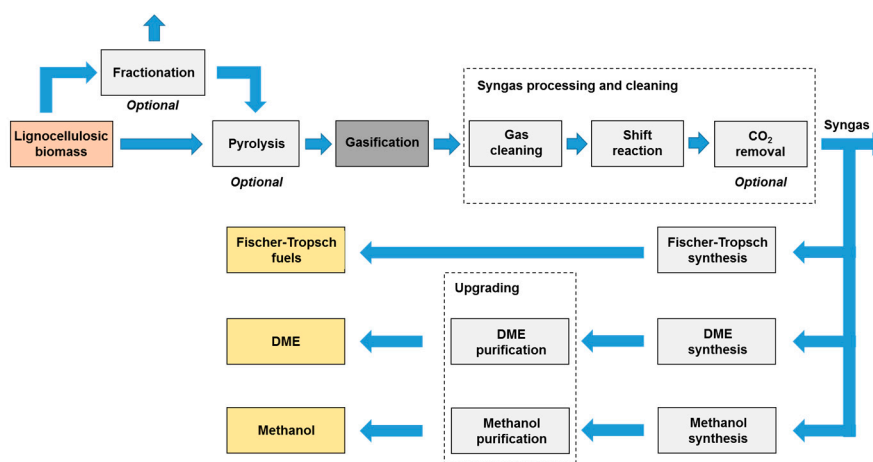 Fractionation
Optional
Syngas processing and cleaning
Lignocellulosic
biomass
Pyrolysis
Optional
Gasification
Gas
cleaning
Shift
reaction
CO₂
removal
Optional
Syngas
Fischer-Tropsch
fuels
Fischer-Tropsch
synthesis
Upgrading
DME
DME
purification
DME
synthesis
Methanol
Methanol
purification
Methanol
synthesis